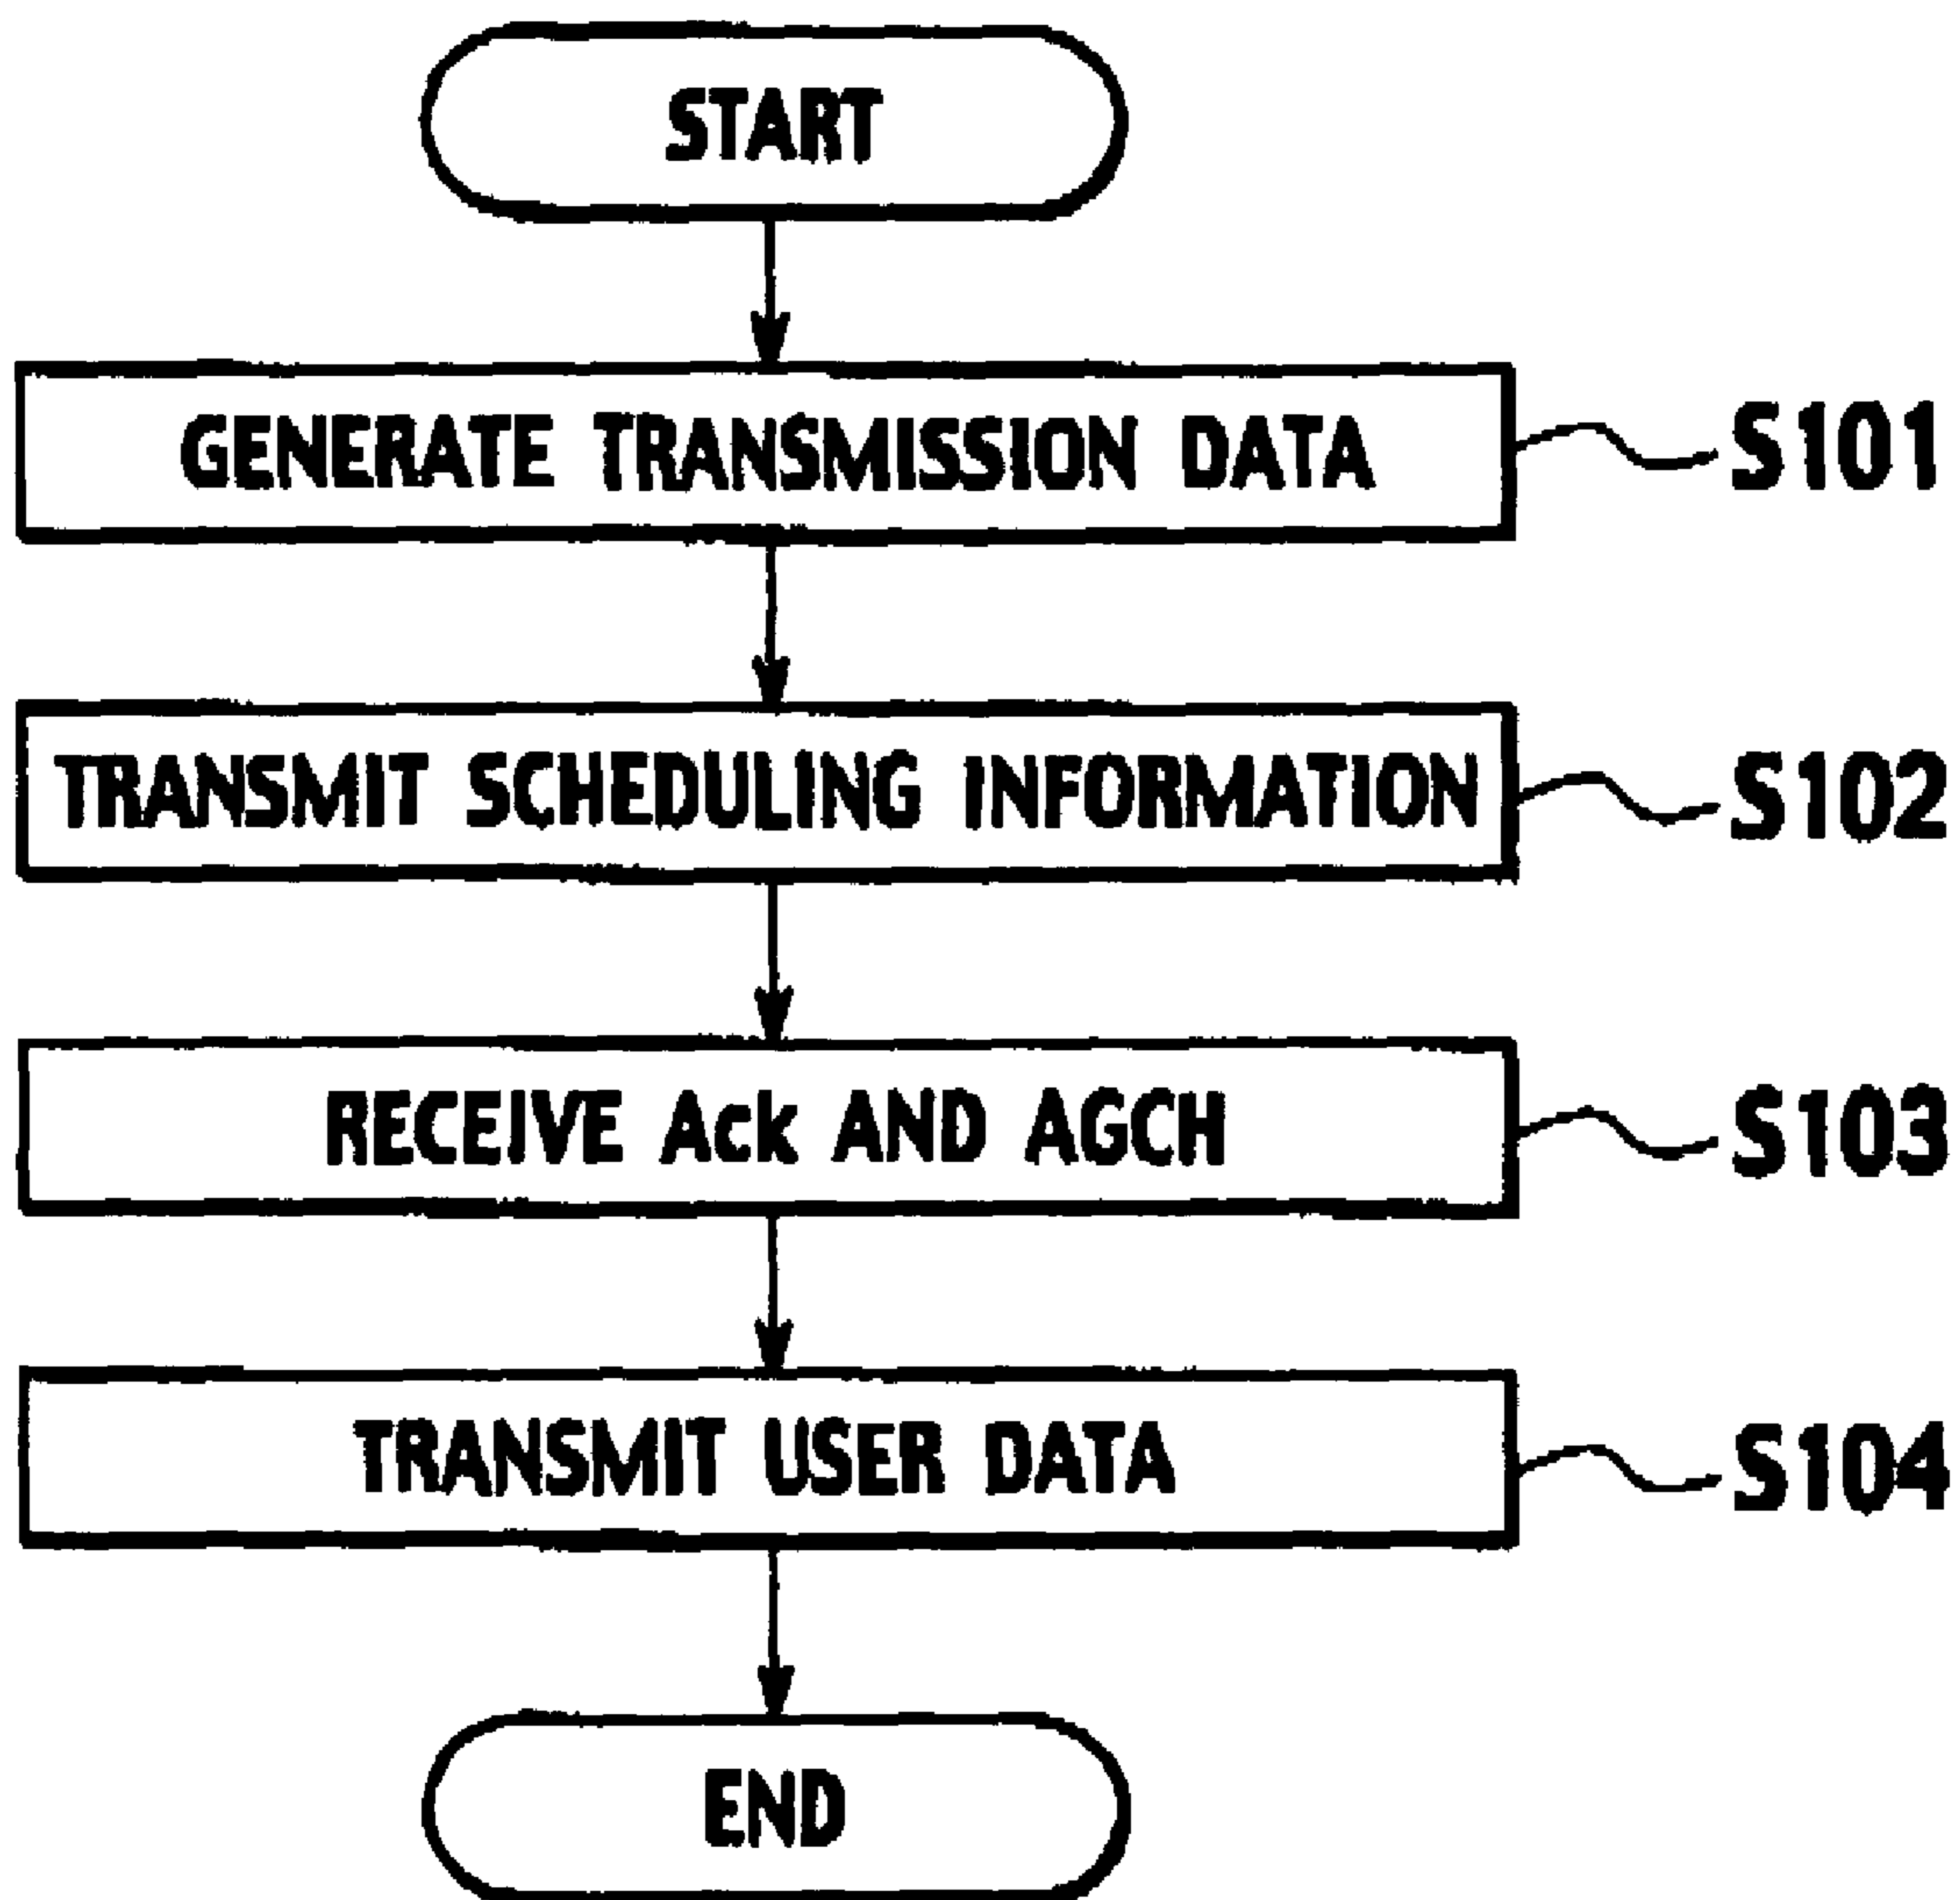 START
GENERATE TRANSMISSION DATA S101
TRANSMIT SCHEDULING INFORMATION S102
RECEIVE Ack AND AGCH S103
TRANSMIT USER DATA S104
END